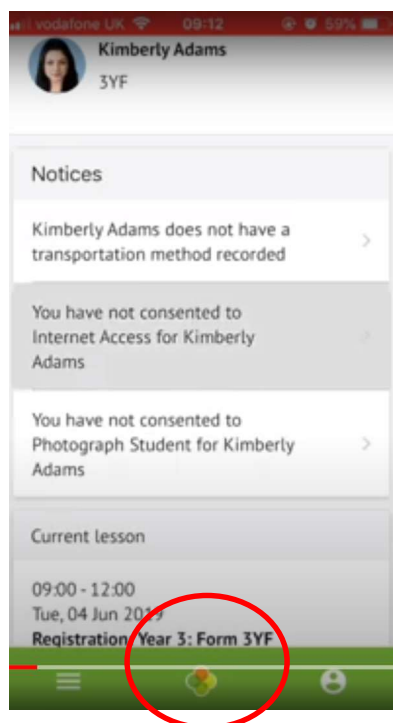 vodafone UK 09:12 59%
Kimberly Adams
3YF
Notices
Kimberly Adams does not have a
transportation method recorded
You have not consented to
Internet Access for Kimberly
Adams
You have not consented to
Photograph Student for Kimberly
Adams
Current lesson
09:00 - 12:00
Tue, 04 Jun 2019
Registration, Year 3: Form 3YF